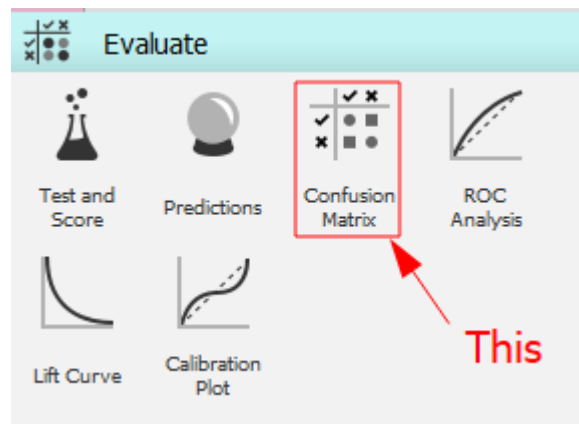 Evaluate
Test and
Score
Predictions
Confusion
Matrix
ROC
Analysis
Lift Curve
Calibration
Plot
This